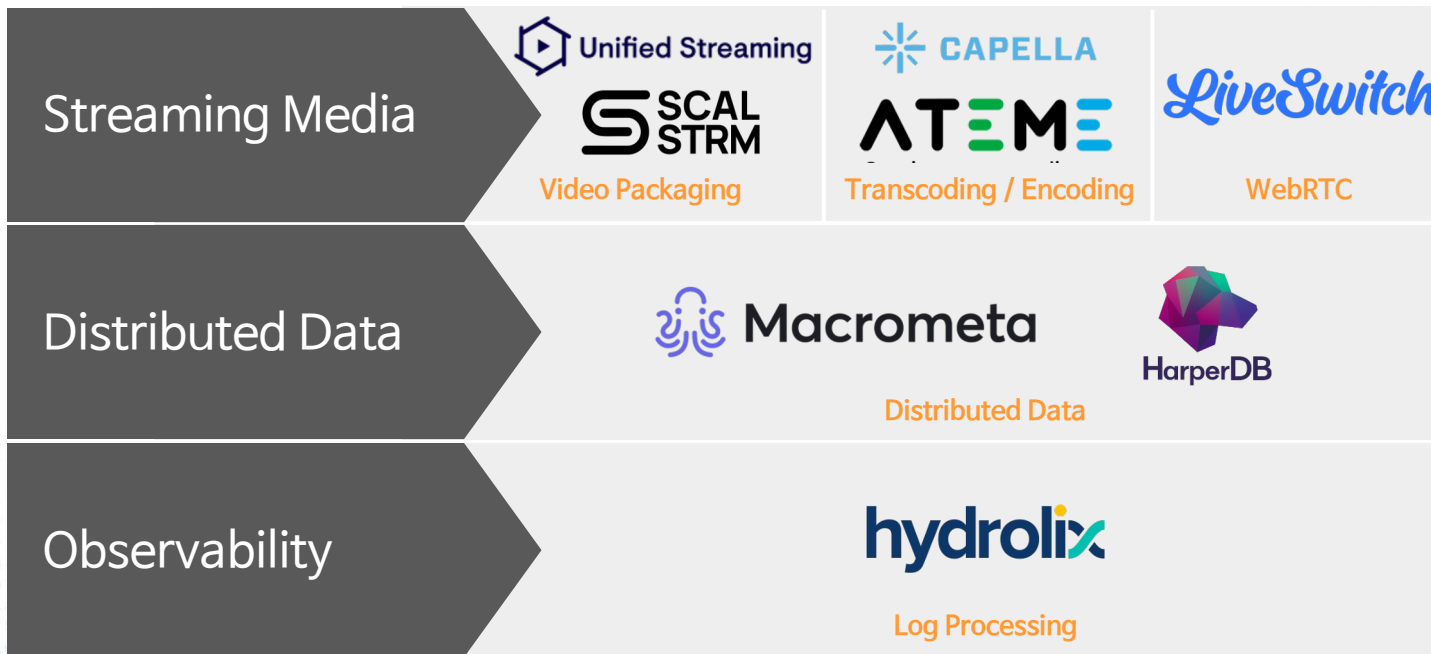 Streaming Media
Unified Streaming
SCAL
STRM
Video Packaging
CAPELLA
ATEME
Transcoding / Encoding
LiveSwitch
WebRTC
Distributed Data
Macrometa
HarperDB
Distributed Data
Observability
hydrolix
Log Processing